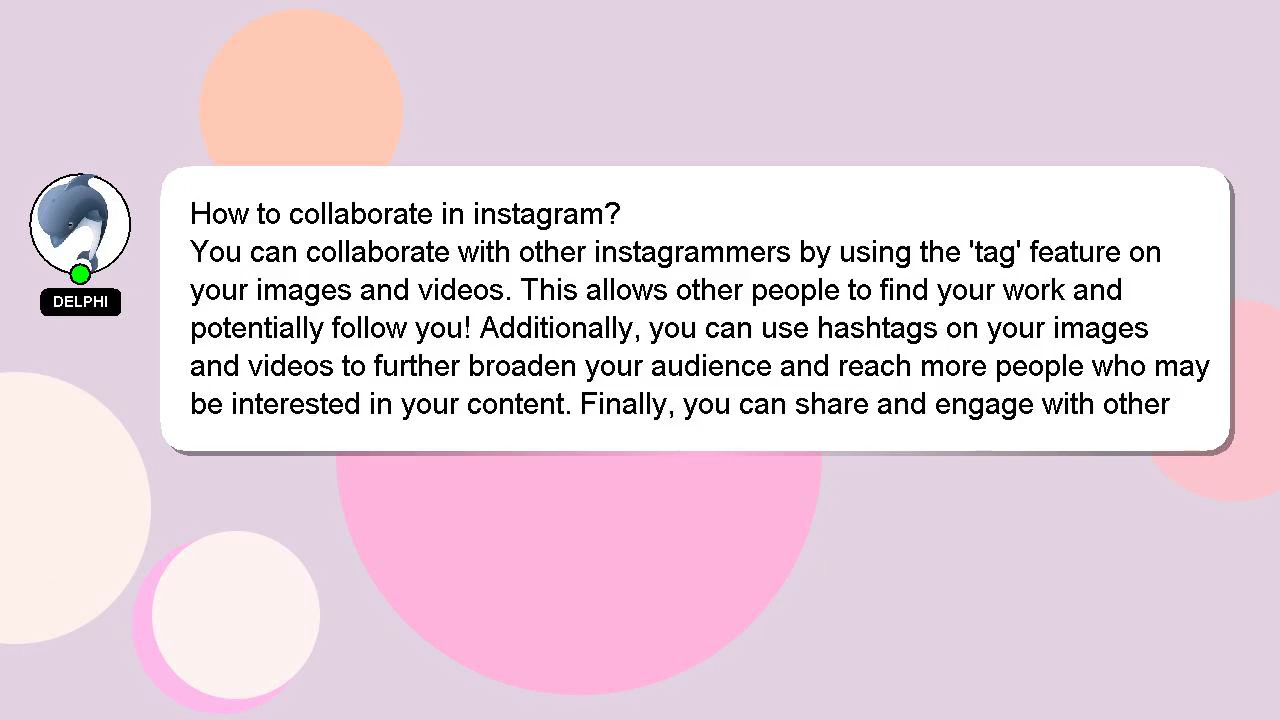 How to collaborate in instagram?
You can collaborate with other instagrammers by using the 'tag' feature on
your images and videos. This allows other people to find your work and
potentially follow you! Additionally, you can use hashtags on your images
and videos to further broaden your audience and reach more people who may
be interested in your content. Finally, you can share and engage with other
DELPHI